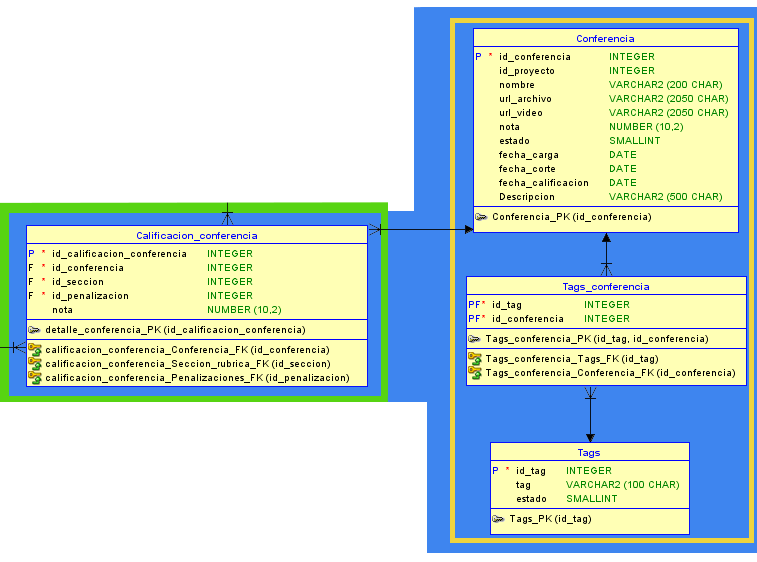 Conferencia
P * id_conferencia INTEGER
id_proyecto INTEGER
nombre VARCHAR2 (200 CHAR)
url_archivo VARCHAR2 (2050 CHAR)
url_video VARCHAR2 (2050 CHAR)
nota NUMBER (10,2)
estado SMALLINT
fecha_carga DATE
fecha_corte DATE
fecha_calificacion DATE
Descripcion VARCHAR2 (500 CHAR)
Conferencia_PK (id_conferencia)
Calificacion_conferencia
P * id_calificacion_conferencia INTEGER
F * id_conferencia INTEGER
F * id_seccion INTEGER
F * id_penalizacion INTEGER
nota NUMBER (10,2)
detalle_conferencia_PK (id_calificacion_conferencia)
calificacion_conferencia_Conferencia_FK (id_conferencia)
calificacion_conferencia_Seccion_rubrica_FK (id_seccion)
calificacion_conferencia_Penalizaciones_FK (id_penalizacion)
Tags_conferencia
PF* id_tag INTEGER
PF* id_conferencia INTEGER
Tags_conferencia_PK (id_tag, id_conferencia)
Tags_conferencia_Tags_FK (id_tag)
Tags_conferencia_Conferencia_FK (id_conferencia)
Tags
P * id_tag INTEGER
tag VARCHAR2 (100 CHAR)
estado SMALLINT
Tags_PK (id_tag)